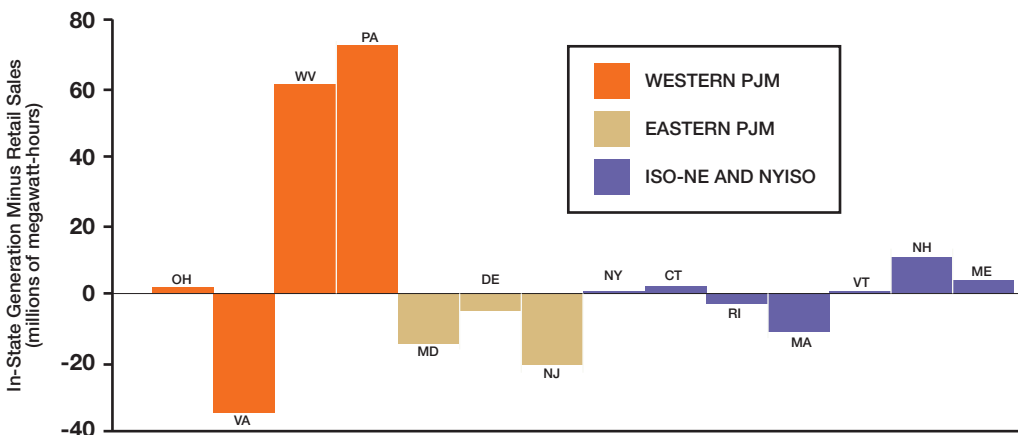 In-State Generation Minus Retail Sales
(millions of megawatt-hours)
80
60
40
20
0
-20
-40
OH
VA
WV
PA
MD
DE
NJ
NY
CT
RI
MA
VT
NH
ME
WESTERN PJM
EASTERN PJM
ISO-NE AND NYISO